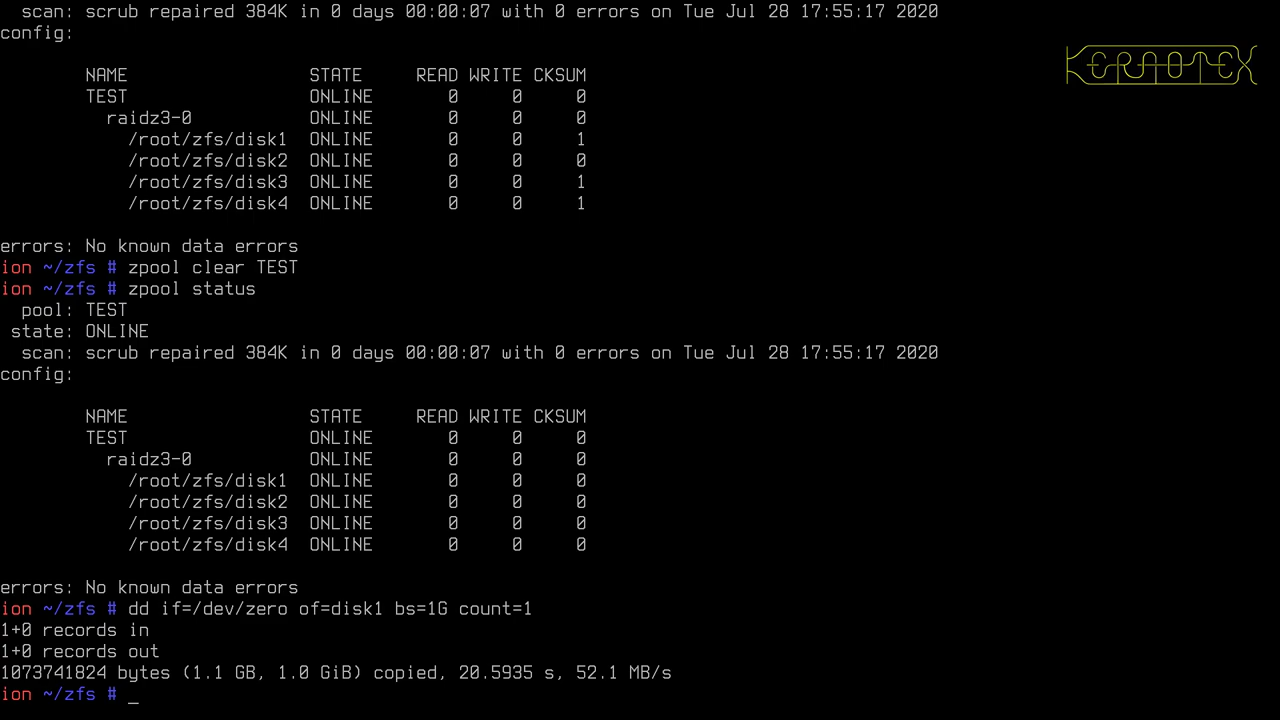 scan: scrub repaired 384K in 0 days 00:00:07 with 0 errors on Tue Jul 28 17:55:17 2020
config:
KERNOTEX
        NAME                 STATE     READ WRITE CKSUM
        TEST                 ONLINE       0     0     0
          raidz3-0           ONLINE       0     0     0
            /root/zfs/disk1  ONLINE       0     0     1
            /root/zfs/disk2  ONLINE       0     0     0
            /root/zfs/disk3  ONLINE       0     0     1
            /root/zfs/disk4  ONLINE       0     0     1
errors: No known data errors
ion ~/zfs # zpool clear TEST
ion ~/zfs # zpool status
  pool: TEST
 state: ONLINE
  scan: scrub repaired 384K in 0 days 00:00:07 with 0 errors on Tue Jul 28 17:55:17 2020
config:
        NAME                 STATE     READ WRITE CKSUM
        TEST                 ONLINE       0     0     0
          raidz3-0           ONLINE       0     0     0
            /root/zfs/disk1  ONLINE       0     0     0
            /root/zfs/disk2  ONLINE       0     0     0
            /root/zfs/disk3  ONLINE       0     0     0
            /root/zfs/disk4  ONLINE       0     0     0
errors: No known data errors
ion ~/zfs # dd if=/dev/zero of=disk1 bs=1G count=1
1+0 records in
1+0 records out
1073741824 bytes (1.1 GB, 1.0 GiB) copied, 20.5935 s, 52.1 MB/s
ion ~/zfs # _